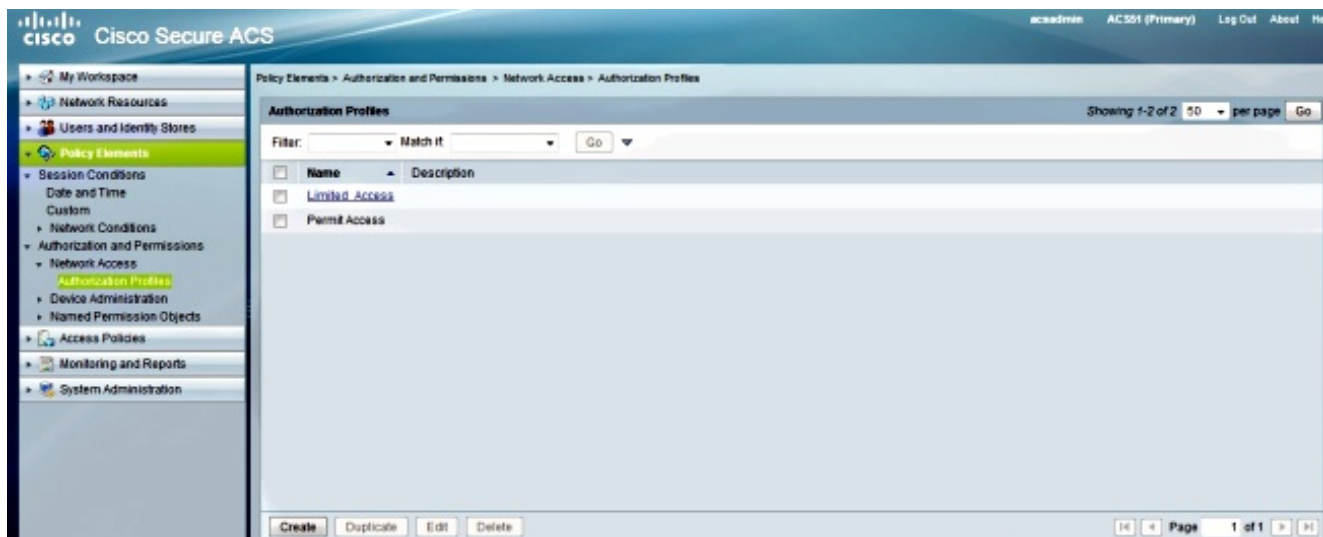 CISCO Cisco Secure ACS
acsadmin ACS51 (Primary) Log Out About He
My Workspace
Network Resources
Users and Identity Stores
Policy Elements
Session Conditions
Date and Time
Custom
Network Conditions
Authorization and Permissions
Network Access
Authorization Profiles
Device Administration
Named Permission Objects
Access Policies
Monitoring and Reports
System Administration
Policy Elements > Authorization and Permissions > Network Access > Authorization Profiles
Authorization Profiles Showing 1-2 of 2 50 per page Go
Filter: Match if: Go
Name Description
Limited_Access
Permit Access
Create Duplicate Edit Delete Page 1 of 1